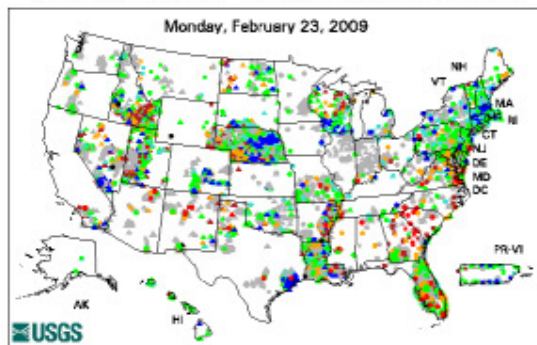 Monday, February 23, 2009
NH
VT
MA
RI
CT
NJ
DE
MD
DC
PR-VI
AK
HI
USGS